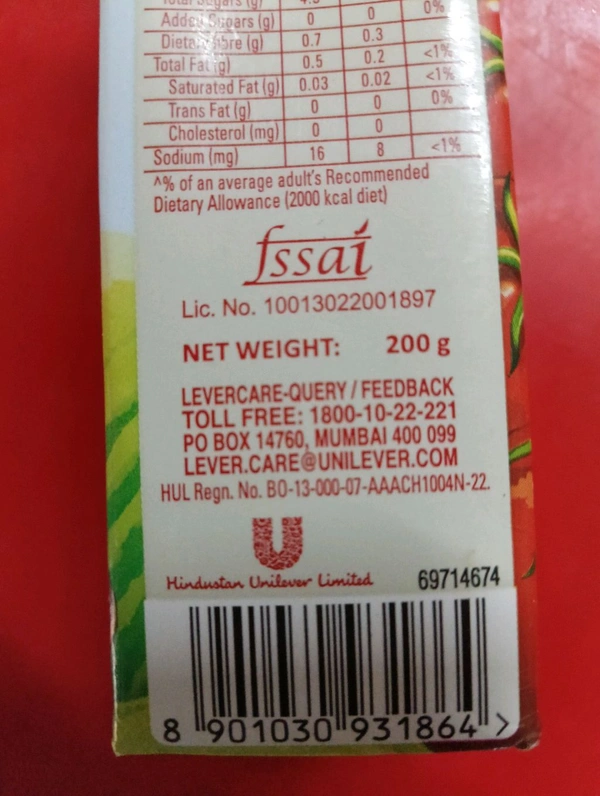 Added Sugars (g) 0 0 0%
Dietary Fibre (g) 0.7 0.3
Total Fat (g) 0.5 0.2 <1%
Saturated Fat (g) 0.03 0.02 <1%
Trans Fat (g) 0 0 0%
Cholesterol (mg) 0 0
Sodium (mg) 16 8 <1%
^% of an average adult's Recommended
Dietary Allowance (2000 kcal diet)
fssai
Lic. No. 10013022001897
NET WEIGHT: 200 g
LEVERCARE-QUERY / FEEDBACK
TOLL FREE: 1800-10-22-221
PO BOX 14760, MUMBAI 400 099
LEVER.CARE@UNILEVER.COM
HUL Regn. No. BO-13-000-07-AAACH1004N-22.
Hindustan Unilever Limited 69714674
8 901030 931864 >